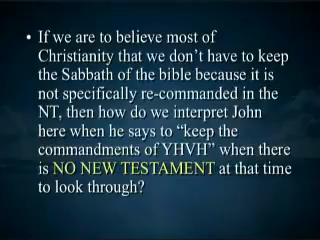 • If we are to believe most of
Christianity that we don't have to keep
the Sabbath of the bible because it is
not specifically re-commanded in the
NT, then how do we interpret John
here when he says to “keep the
commandments of YHVH” when there
is NO NEW TESTAMENT at that time
to look through?